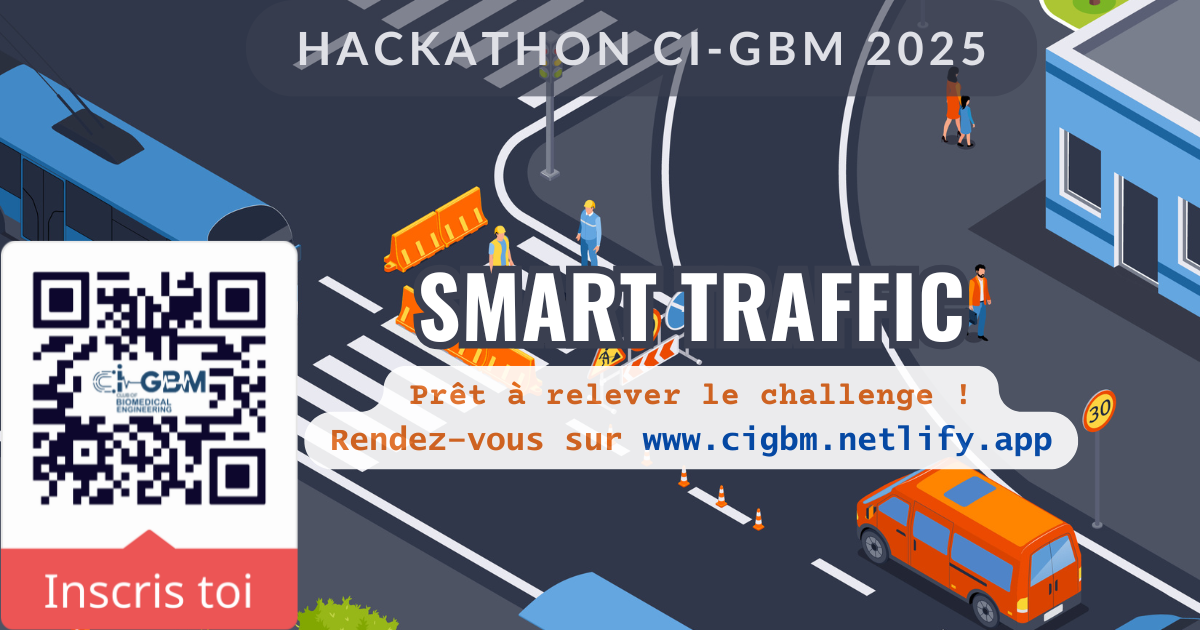 HACKATHON CI-GBM 2025
SMART TRAFFIC
Prêt à relever le challenge !
Rendez-vous sur www.cigbm.netlify.app
30
Ci-GBM
CLUB OF
BIOMEDICAL
ENGINEERING
Inscris toi